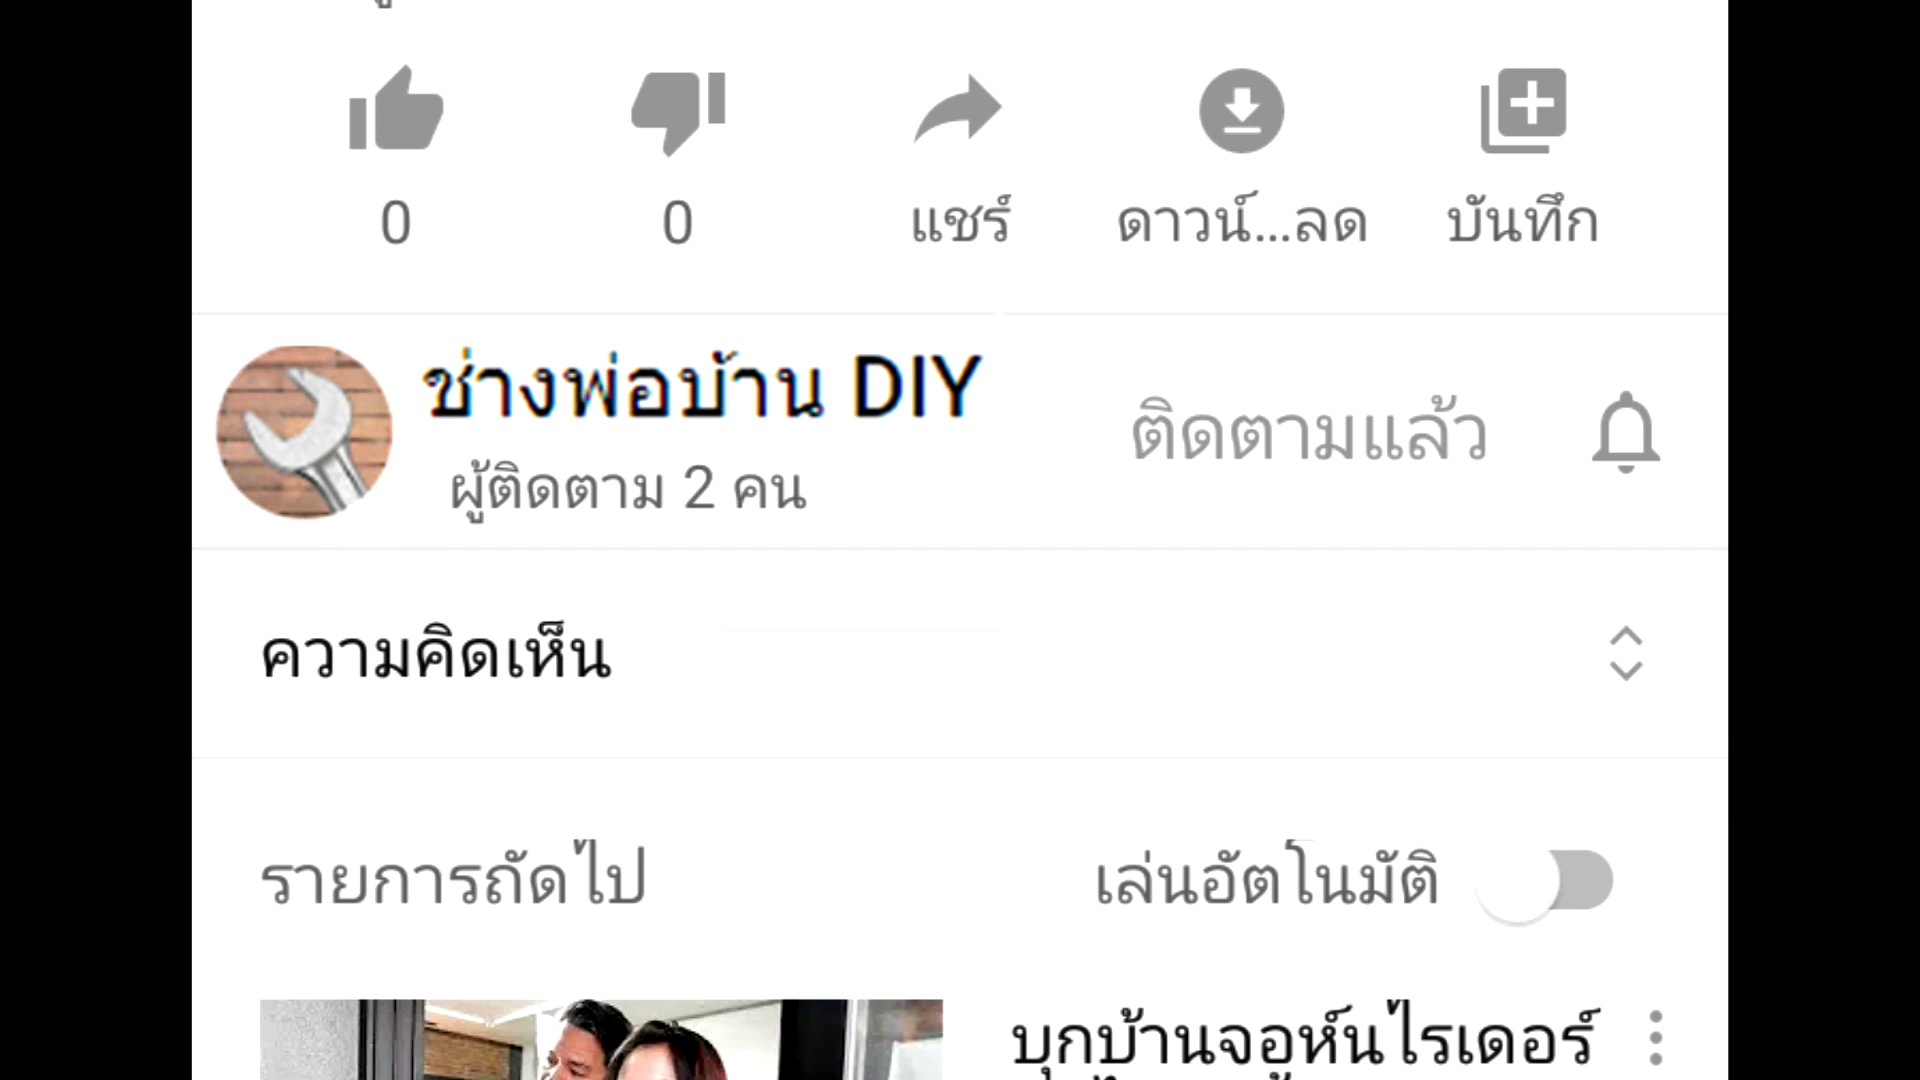 0
0
แชร์
ดาวน์...ลด
บันทึก
ช่างพ่อบ้าน DIY
ติดตามแล้ว
ผู้ติดตาม 2 คน
ความคิดเห็น
รายการถัดไป
เล่นอัตโนมัติ
บุกบ้านจอห์นไรเดอร์